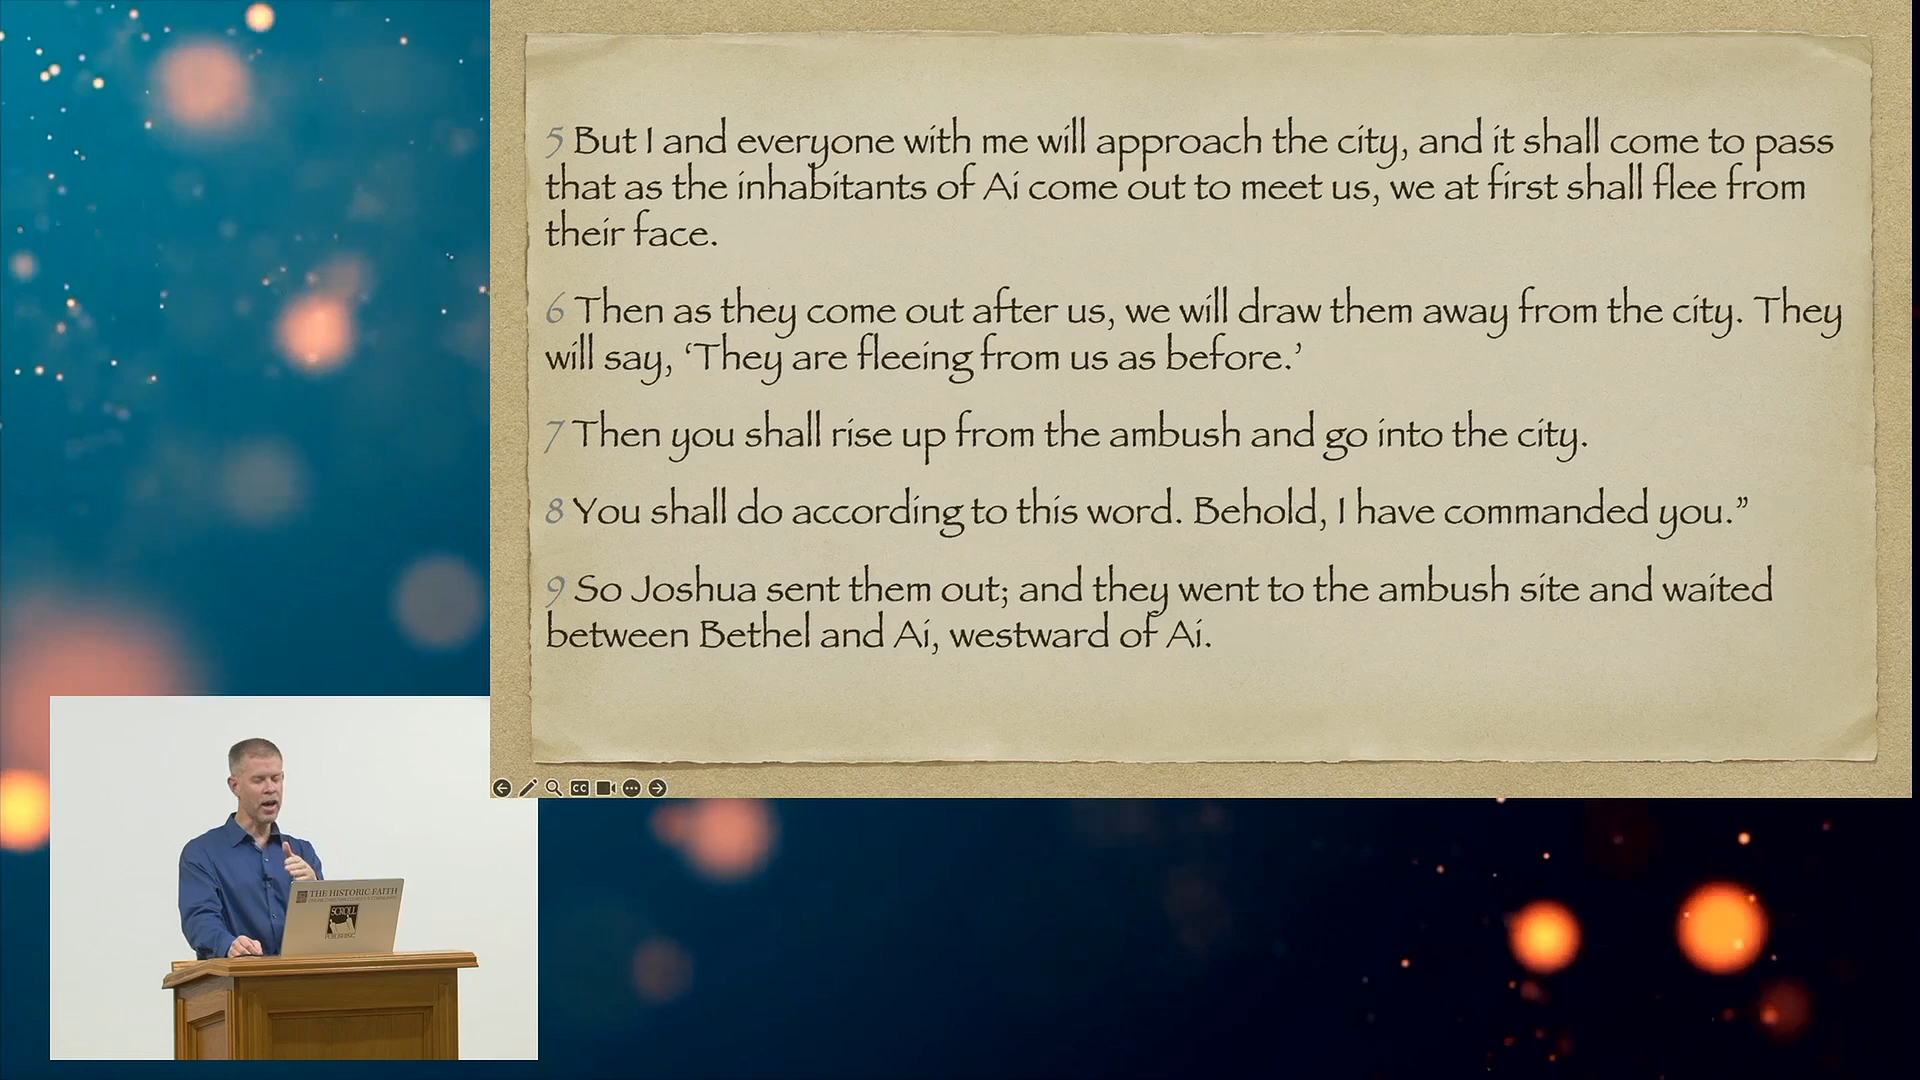 5 But I and everyone with me will approach the city, and it shall come to pass
that as the inhabitants of Ai come out to meet us, we at first shall flee from
their face.
6 Then as they come out after us, we will draw them away from the city. They
will say, ‘They are fleeing from us as before.’
7 Then you shall rise up from the ambush and go into the city.
8 You shall do according to this word. Behold, I have commanded you.”
9 So Joshua sent them out; and they went to the ambush site and waited
between Bethel and Ai, westward of Ai.
CC
THE HISTORIC FAITH
SCROLL
PUBLISHING